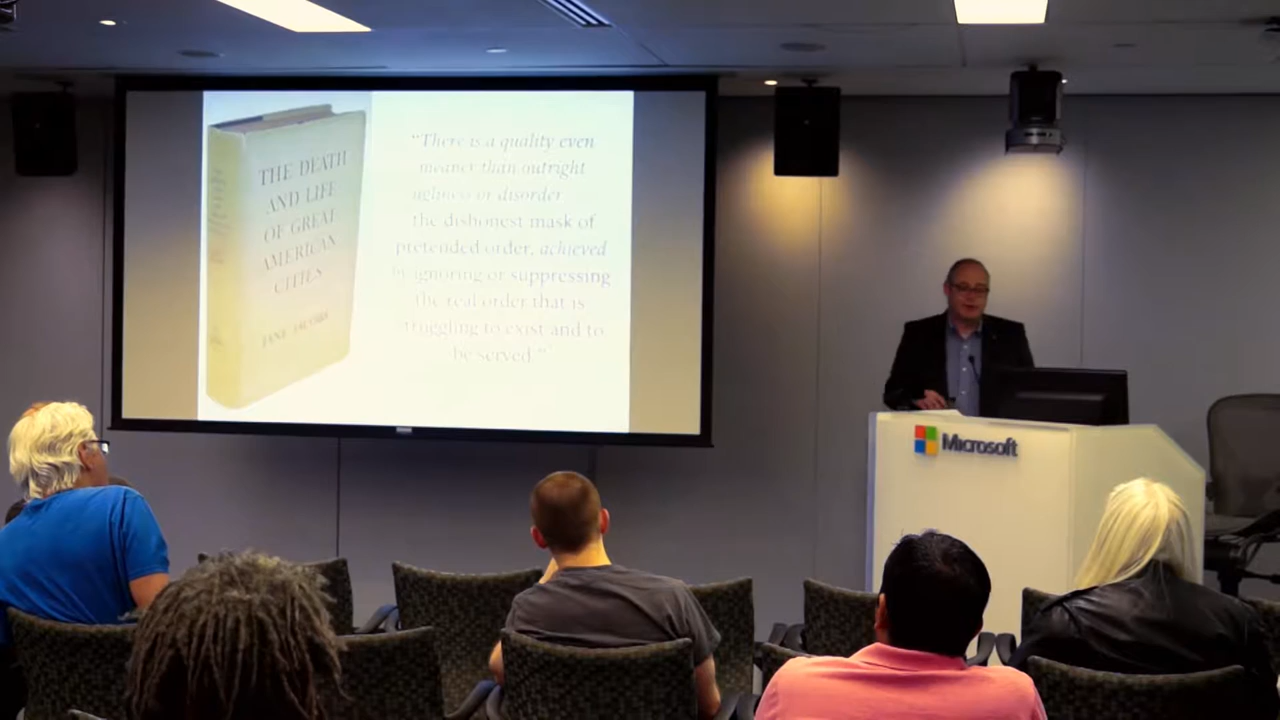 THE DEATH
AND LIFE
OF GREAT
AMERICAN
CITIES
JANE JACOBS
“There is a quality even
meaner than outright
ugliness or disorder
the dishonest mask of
pretended order, achieved
by ignoring or suppressing
the real order that is
struggling to exist and to
be served.”
Microsoft